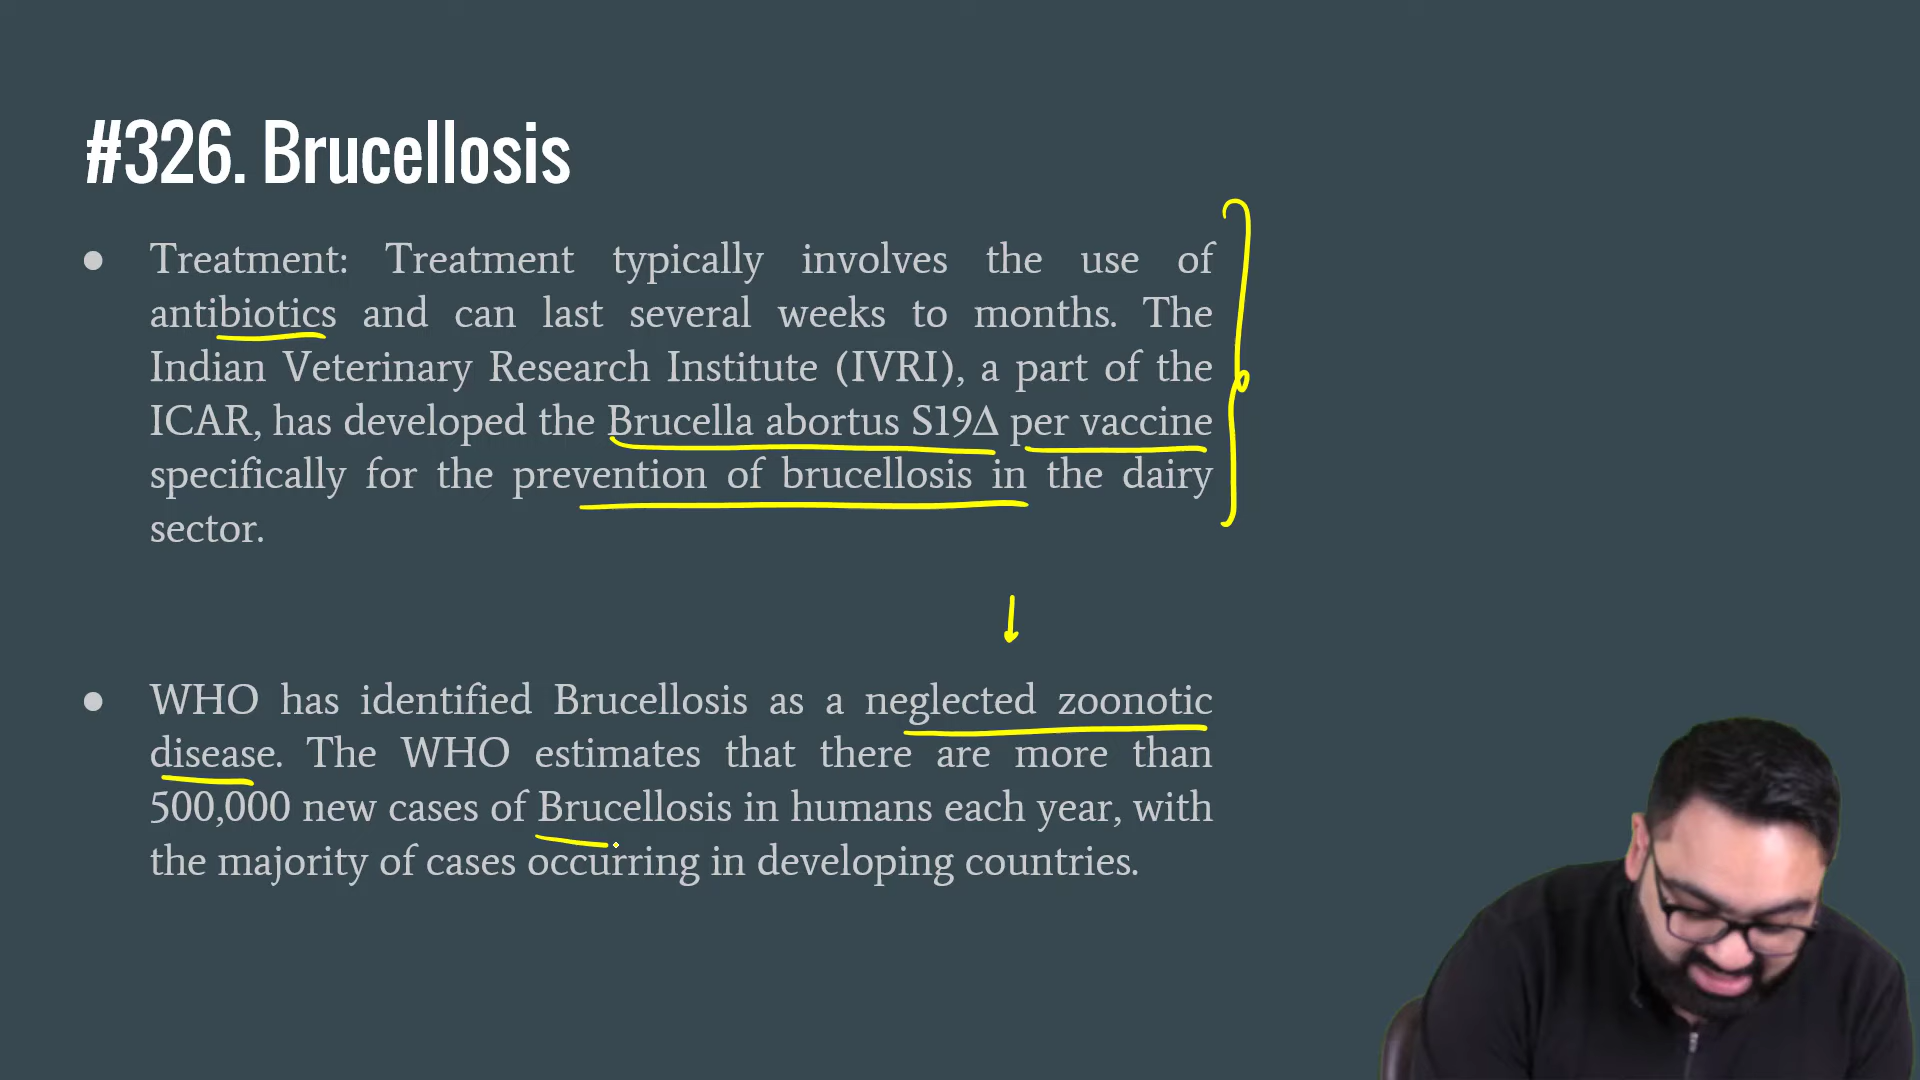 #326. Brucellosis
● Treatment: Treatment typically involves the use of
antibiotics and can last several weeks to months. The
Indian Veterinary Research Institute (IVRI), a part of the
ICAR, has developed the Brucella abortus S19Δ per vaccine
specifically for the prevention of brucellosis in the dairy
sector.
● WHO has identified Brucellosis as a neglected zoonotic
disease. The WHO estimates that there are more than
500,000 new cases of Brucellosis in humans each year, with
the majority of cases occurring in developing countries.